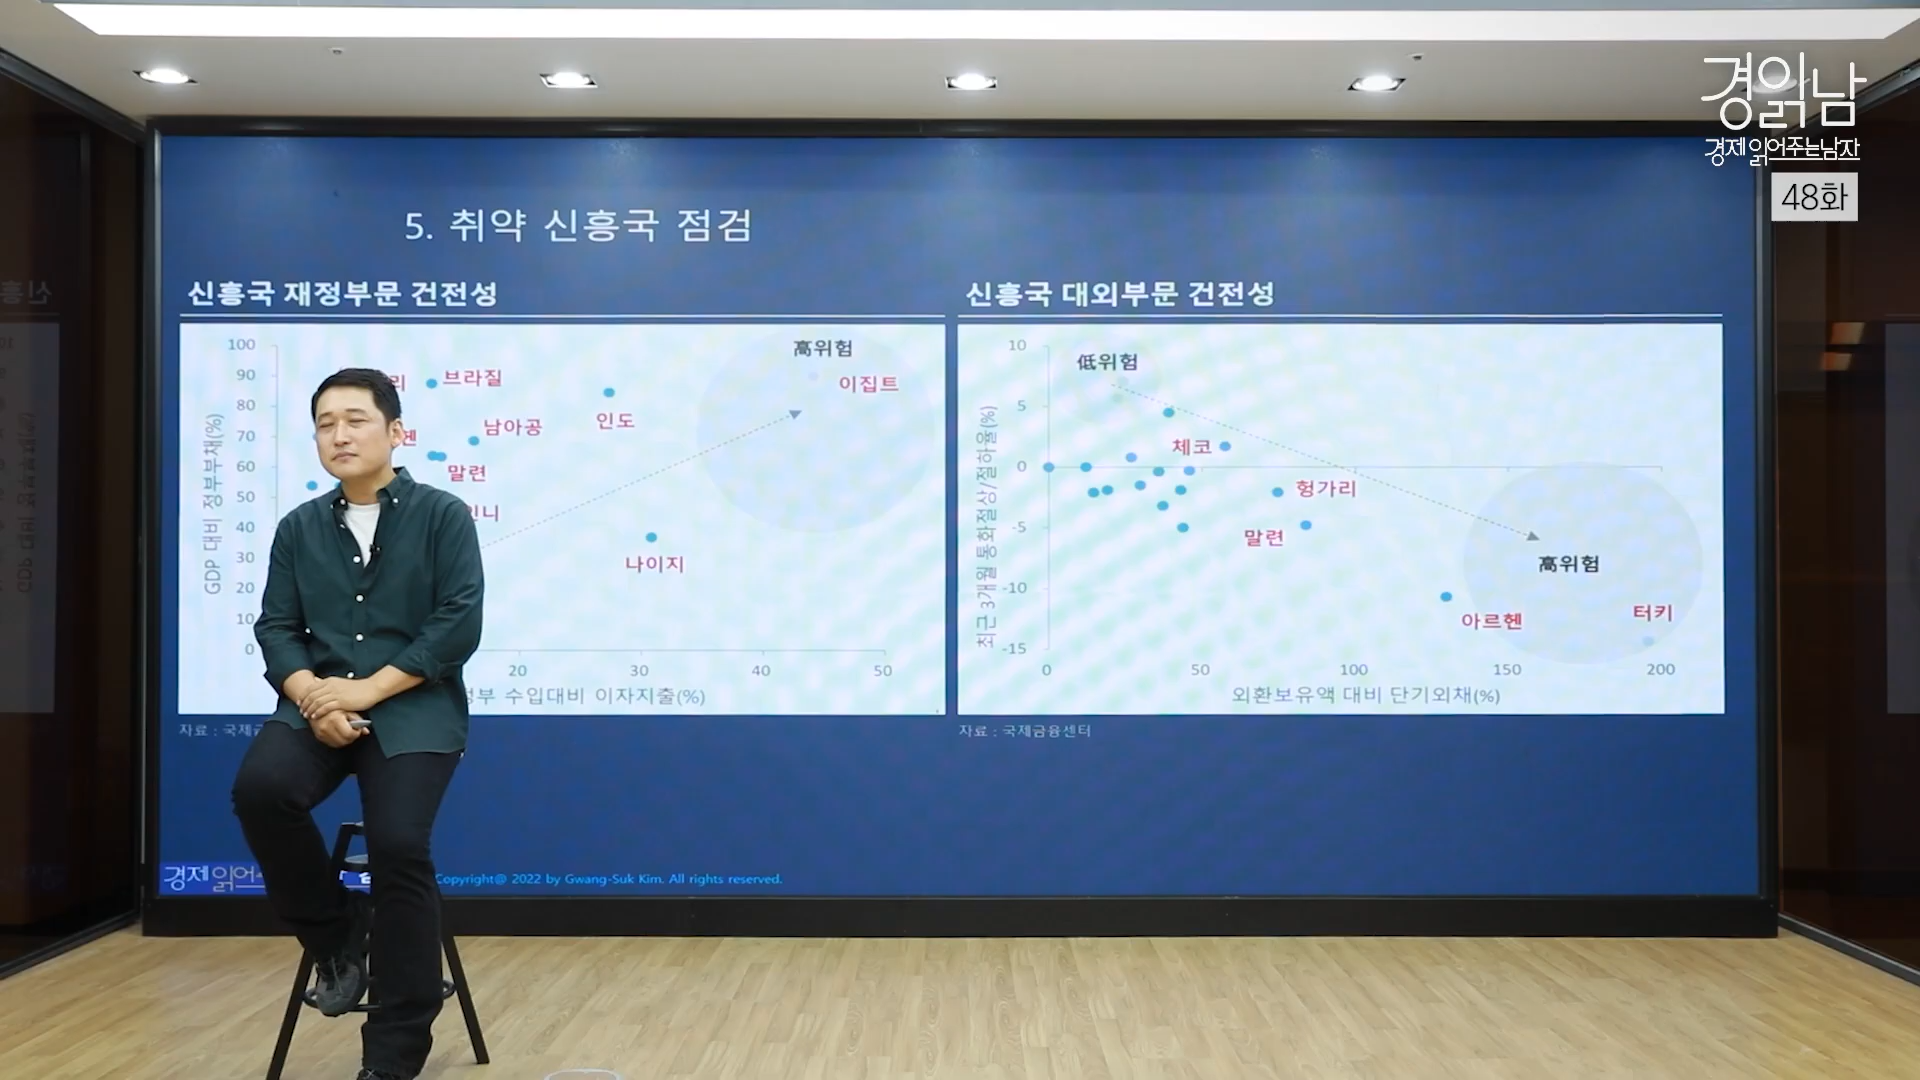 경읽남
경제 읽어주는남자
48화
5. 취약 신흥국 점검
신흥국 재정부문 건전성
GDP 대비 정부부채(%)
100
90
80
70
60
50
40
30
20
10
0
20
30
40
50
高위험
이집트
브라질
인도
남아공
말련
나이지
수입대비 이자지출(%)
자료 :
신흥국 대외부문 건전성
최근 3개월 통화절상/절하율(%)
10
5
0
-5
-10
-15
0
50
100
150
200
低위험
체코
헝가리
말련
高위험
아르헨
터키
외환보유액 대비 단기외채(%)
자료 : 국제금융센터
경제
Copyright@ 2022 by Gwang-Suk Kim. All rights reserved.